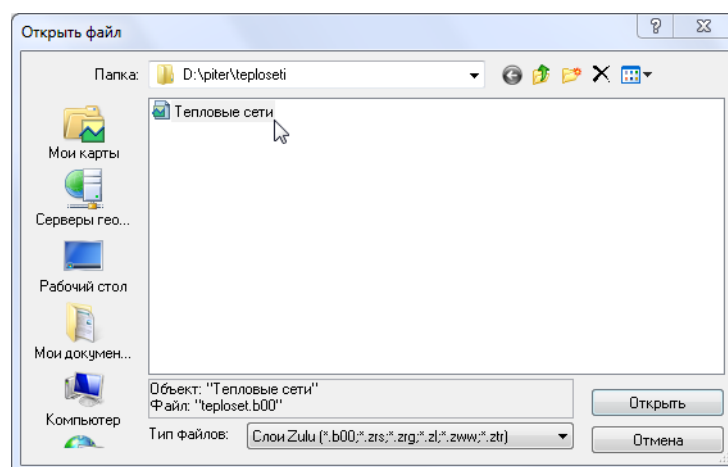 Открыть файл
Папка: D:\piter\teploseti
Тепловые сети
Мои карты
Серверы гео...
Рабочий стол
Мои докумен...
Компьютер
Объект: "Тепловые сети"
Файл: "teploset.b00"
Открыть
Тип файлов: Слои Zulu (*.b00;*.zrs;*.zrg;*.zl;*.zww;*.ztr)
Отмена